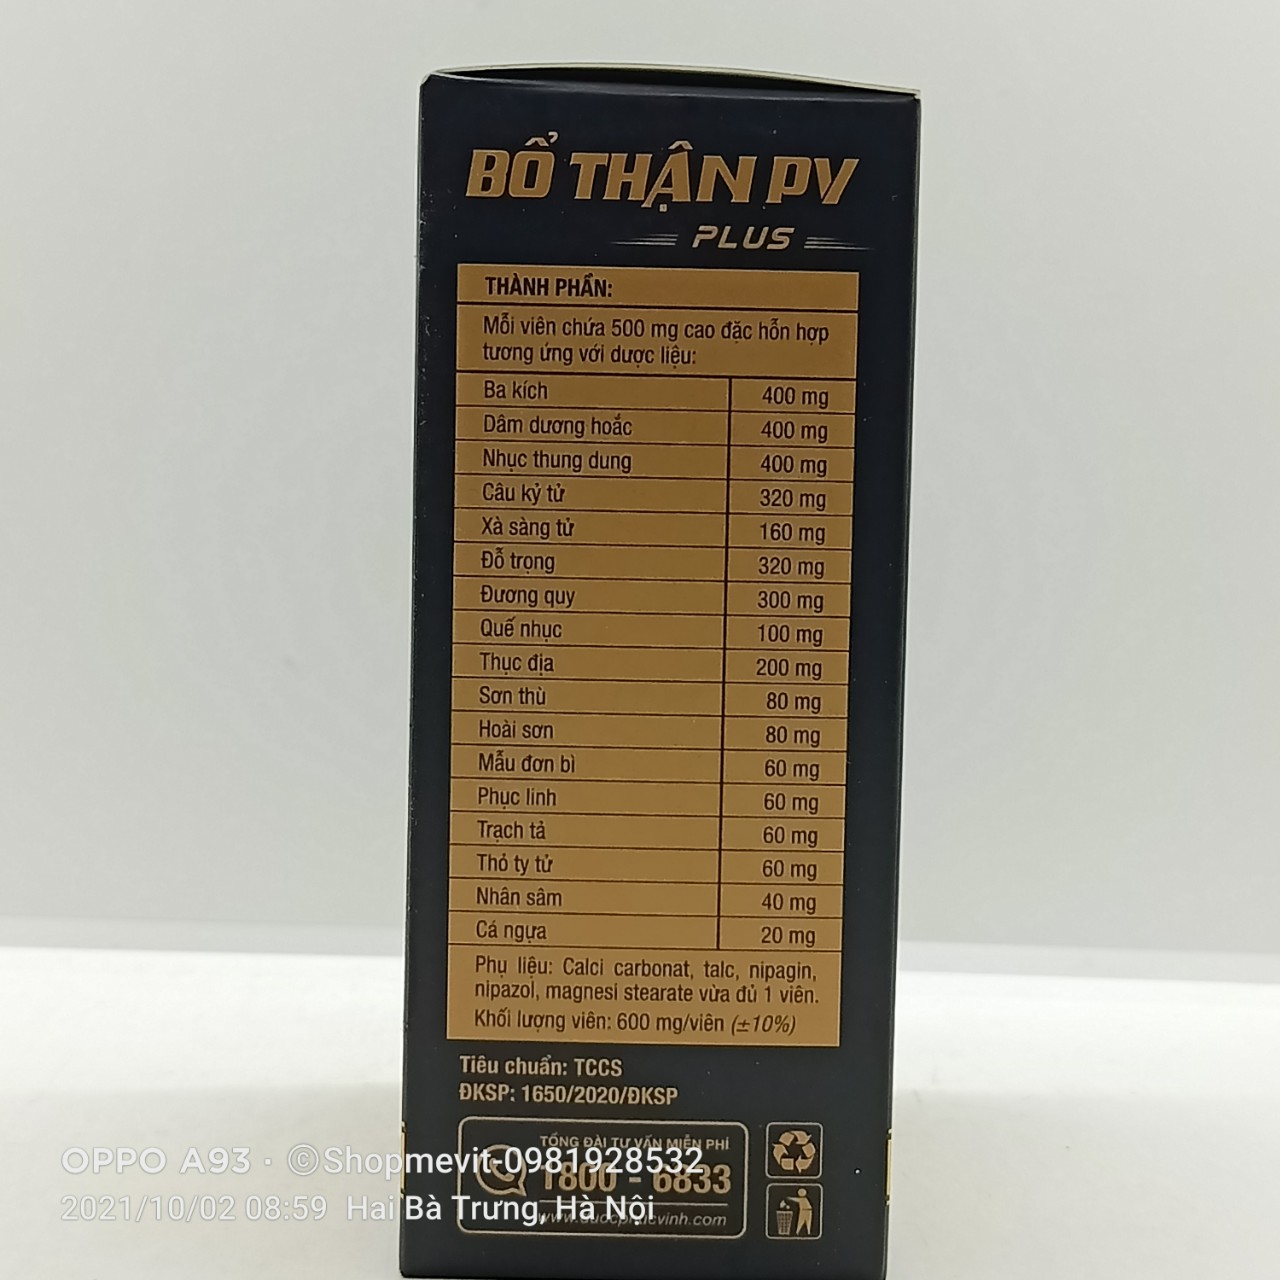 BỔ THẬN PV
PLUS
THÀNH PHẦN:
Mỗi viên chứa 500 mg cao đặc hỗn hợp
tương ứng với dược liệu:
Ba kích 400 mg
Dâm dương hoắc 400 mg
Nhục thung dung 400 mg
Câu kỷ tử 320 mg
Xà sàng tử 160 mg
Đỗ trọng 320 mg
Đương quy 300 mg
Quế nhục 100 mg
Thục địa 200 mg
Sơn thù 80 mg
Hoài sơn 80 mg
Mẫu đơn bì 60 mg
Phục linh 60 mg
Trạch tả 60 mg
Thỏ ty tử 60 mg
Nhân sâm 40 mg
Cá ngựa 20 mg
Phụ liệu: Calci carbonat, talc, nipagin,
nipazol, magnesi stearate vừa đủ 1 viên.
Khối lượng viên: 600 mg/viên (±10%)
Tiêu chuẩn: TCCS
ĐKSP: 1650/2020/ĐKSP
TỔNG ĐÀI TƯ VẤN MIỄN PHÍ
1800 - 6833
www.duocphucvinh.com
OPPO A93 · ©Shopmevit-0981928532
2021/10/02 08:59 Hai Bà Trưng, Hà Nội